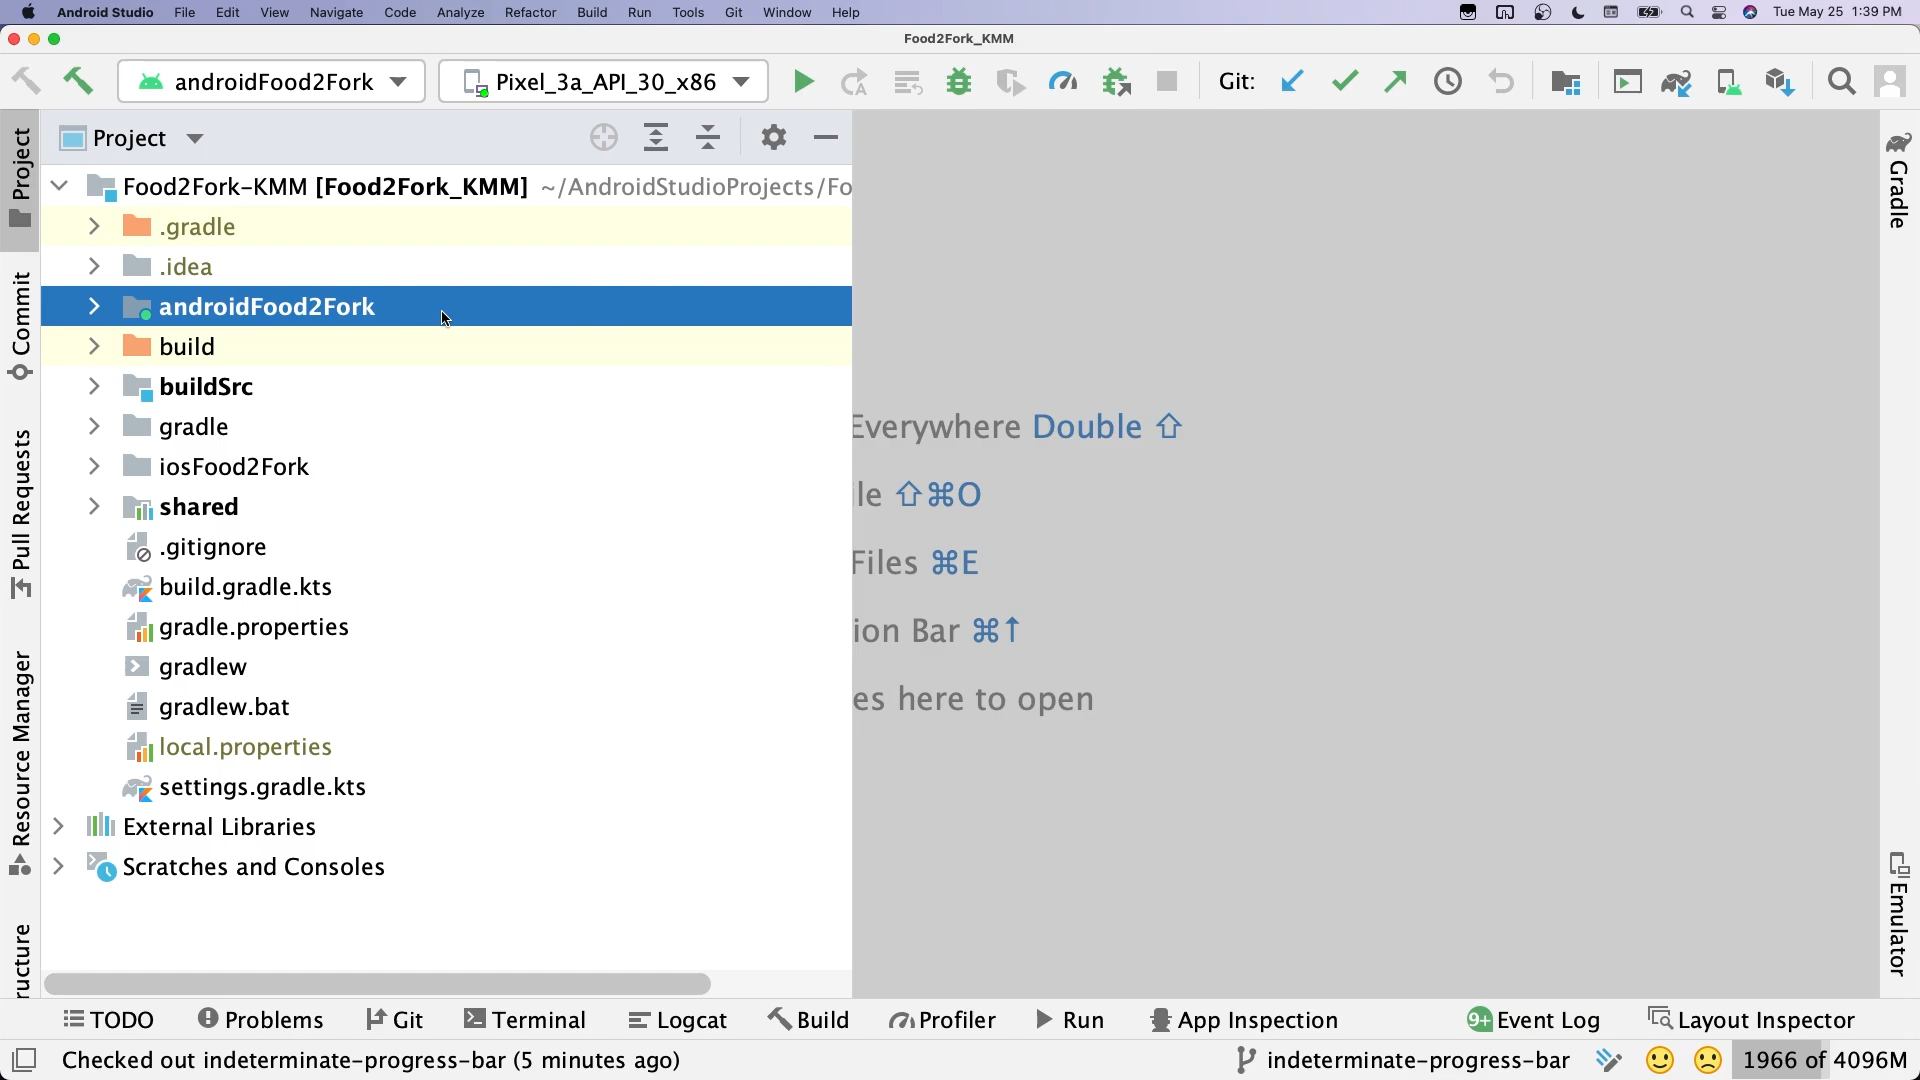 Android Studio File Edit View Navigate Code Analyze Refactor Build Run Tools Git Window Help Tue May 25 1:39 PM
Food2Fork_KMM
androidFood2Fork Pixel_3a_API_30_x86 Git:
Project
Food2Fork-KMM [Food2Fork_KMM] ~/AndroidStudioProjects/Fo
.gradle
.idea
androidFood2Fork
build
buildSrc
gradle
iosFood2Fork
shared
.gitignore
build.gradle.kts
gradle.properties
gradlew
gradlew.bat
local.properties
settings.gradle.kts
External Libraries
Scratches and Consoles
Everywhere Double ⇧
le ⇧⌘O
Files ⌘E
ion Bar ⌘↑
es here to open
Project
Commit
Pull Requests
Resource Manager
ructure
Gradle
Emulator
TODO Problems Git Terminal Logcat Build Profiler Run App Inspection 9+ Event Log Layout Inspector
Checked out indeterminate-progress-bar (5 minutes ago) indeterminate-progress-bar 1966 of 4096M